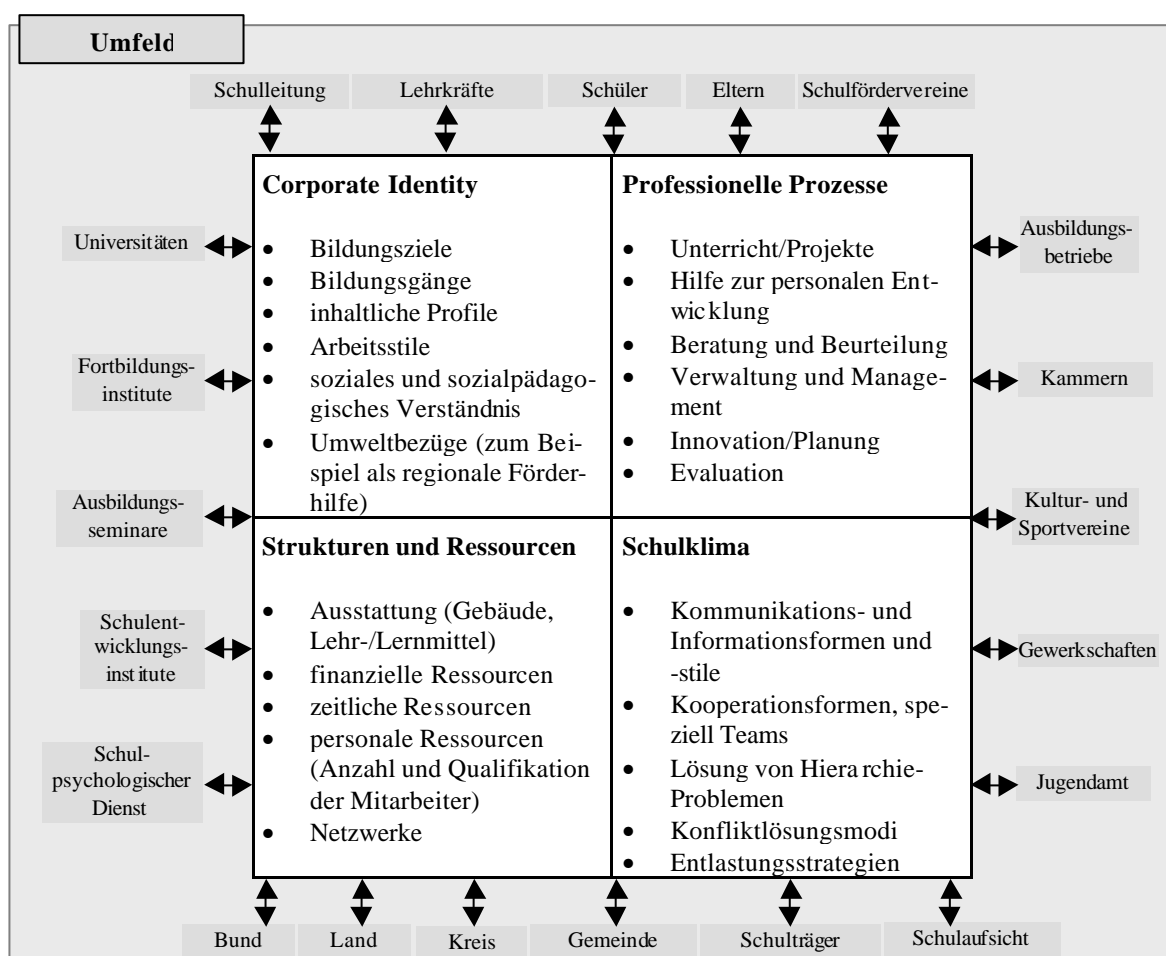 Umfeld
Schulleitung
Lehrkräfte
Schüler
Eltern
Schulfördervereine
Corporate Identity
• Bildungsziele
• Bildungsgänge
• inhaltliche Profile
• Arbeitsstile
• soziales und sozialpädago-
gisches Verständnis
• Umweltbezüge (zum Bei-
spiel als regionale Förder-
hilfe)
Professionelle Prozesse
• Unterricht/Projekte
• Hilfe zur personalen Ent-
wicklung
• Beratung und Beurteilung
• Verwaltung und Manage-
ment
• Innovation/Planung
• Evaluation
Strukturen und Ressourcen
• Ausstattung (Gebäude,
Lehr-/Lernmittel)
• finanzielle Ressourcen
• zeitliche Ressourcen
• personale Ressourcen
(Anzahl und Qualifikation
der Mitarbeiter)
• Netzwerke
Schulklima
• Kommunikations- und
Informationsformen und
-stile
• Kooperationsformen, spe-
ziell Teams
• Lösung von Hierarchie-
Problemen
• Konfliktlösungsmodi
• Entlastungsstrategien
Universitäten
Fortbildungs-
institute
Ausbildungs-
seminare
Schulent-
wicklungs-
institute
Schul-
psychologischer
Dienst
Ausbildungs-
betriebe
Kammern
Kultur- und
Sportvereine
Gewerkschaften
Jugendamt
Bund
Land
Kreis
Gemeinde
Schulträger
Schulaufsicht